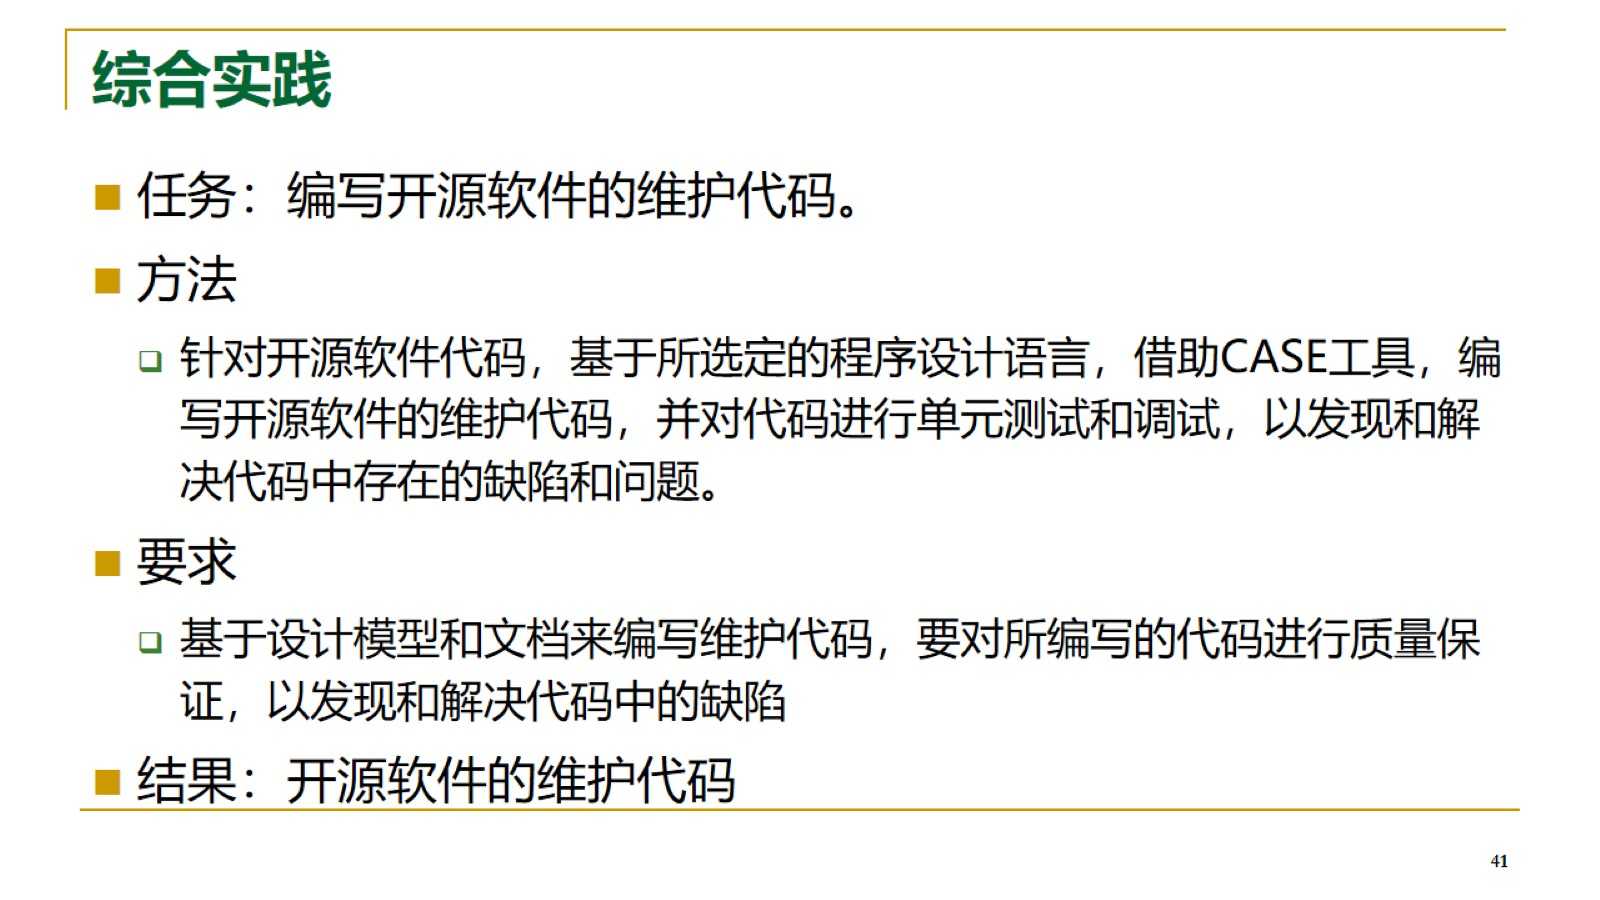 综合实践
任务：编写开源软件的维护代码。
方法
针对开源软件代码，基于所选定的程序设计语言，借助CASE工具，编
写开源软件的维护代码，并对代码进行单元测试和调试，以发现和解
决代码中存在的缺陷和问题。
要求
基于设计模型和文档来编写维护代码，要对所编写的代码进行质量保
证，以发现和解决代码中的缺陷
结果：开源软件的维护代码
41